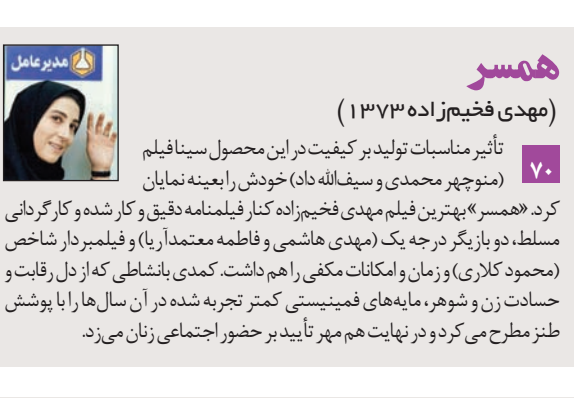 مدیرعامل
همسر
(مهدی فخیم‌زاده ۱۳۷۳)
۷۰
تأثیر مناسبات تولید بر کیفیت در این محصول سینافیلم
(منوچهر محمدی و سیف‌الله داد) خودش را بعینه نمایان
کرد. «همسر» بهترین فیلم مهدی فخیم‌زاده کنار فیلمنامه دقیق و کار شده و کارگردانی
مسلط، دو بازیگر درجه یک (مهدی هاشمی و فاطمه معتمدآریا) و فیلمبردار شاخص
(محمود کلاری) و زمان و امکانات مکفی را هم داشت. کمدی بانشاطی که از دل رقابت و
حسادت زن و شوهر، مایه‌های فمینیستی کمتر تجربه شده در آن سال‌ها را با پوشش
طنز مطرح می‌کرد و در نهایت هم مهر تأیید بر حضور اجتماعی زنان می‌زد.